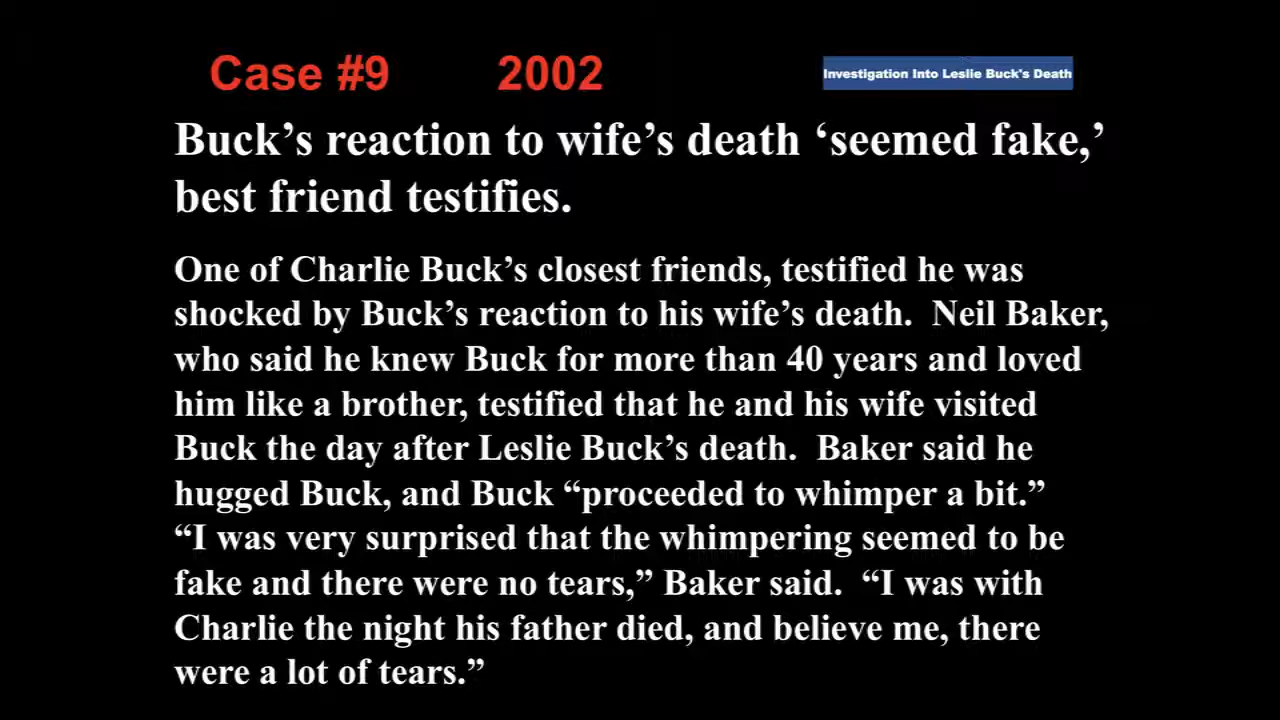 Case #9 2002 Investigation Into Leslie Buck's Death
Buck’s reaction to wife’s death ‘seemed fake,’
best friend testifies.
One of Charlie Buck’s closest friends, testified he was
shocked by Buck’s reaction to his wife’s death.  Neil Baker,
who said he knew Buck for more than 40 years and loved
him like a brother, testified that he and his wife visited
Buck the day after Leslie Buck’s death.  Baker said he
hugged Buck, and Buck “proceeded to whimper a bit.”
“I was very surprised that the whimpering seemed to be
fake and there were no tears,” Baker said.  “I was with
Charlie the night his father died, and believe me, there
were a lot of tears.”